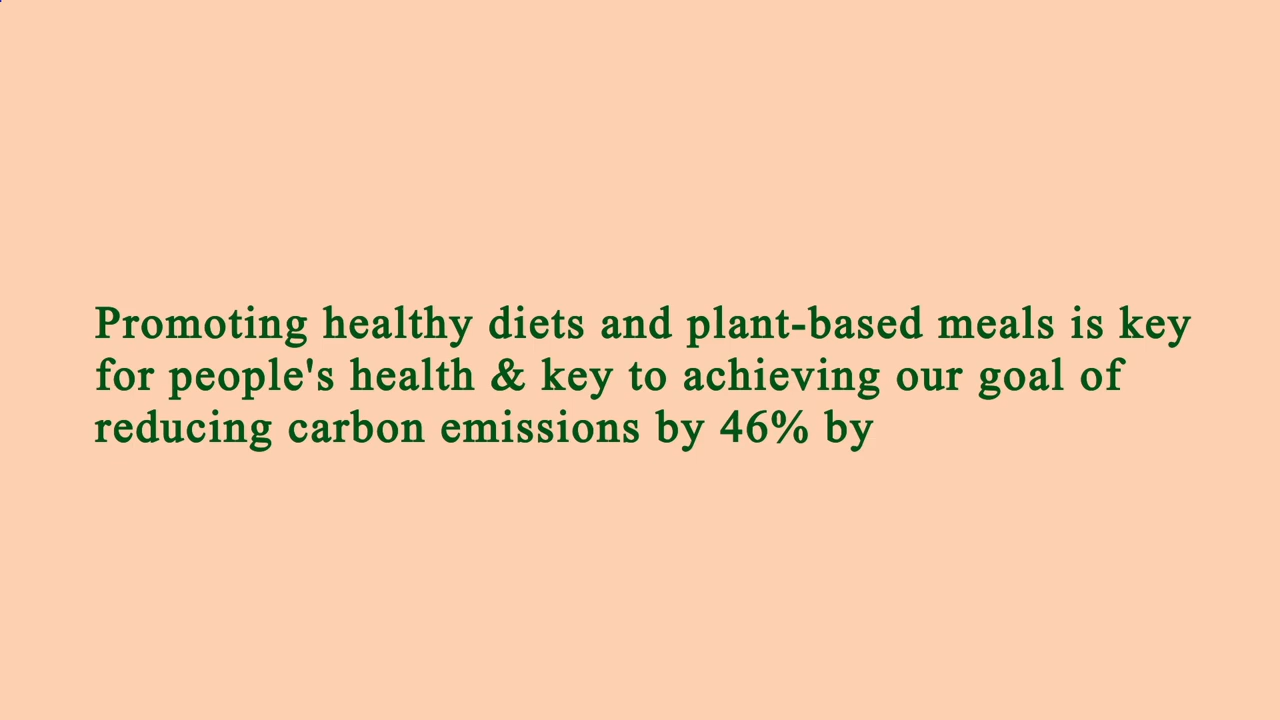 Promoting healthy diets and plant-based meals is key
for people's health & key to achieving our goal of
reducing carbon emissions by 46% by